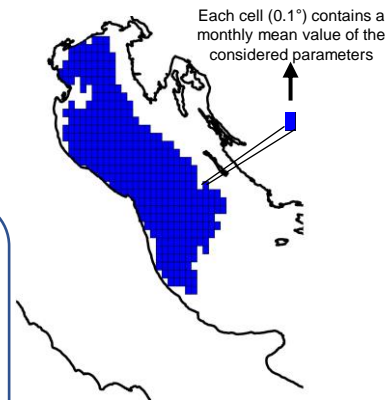 Each cell (0.1°) contains a
monthly mean value of the
considered parameters